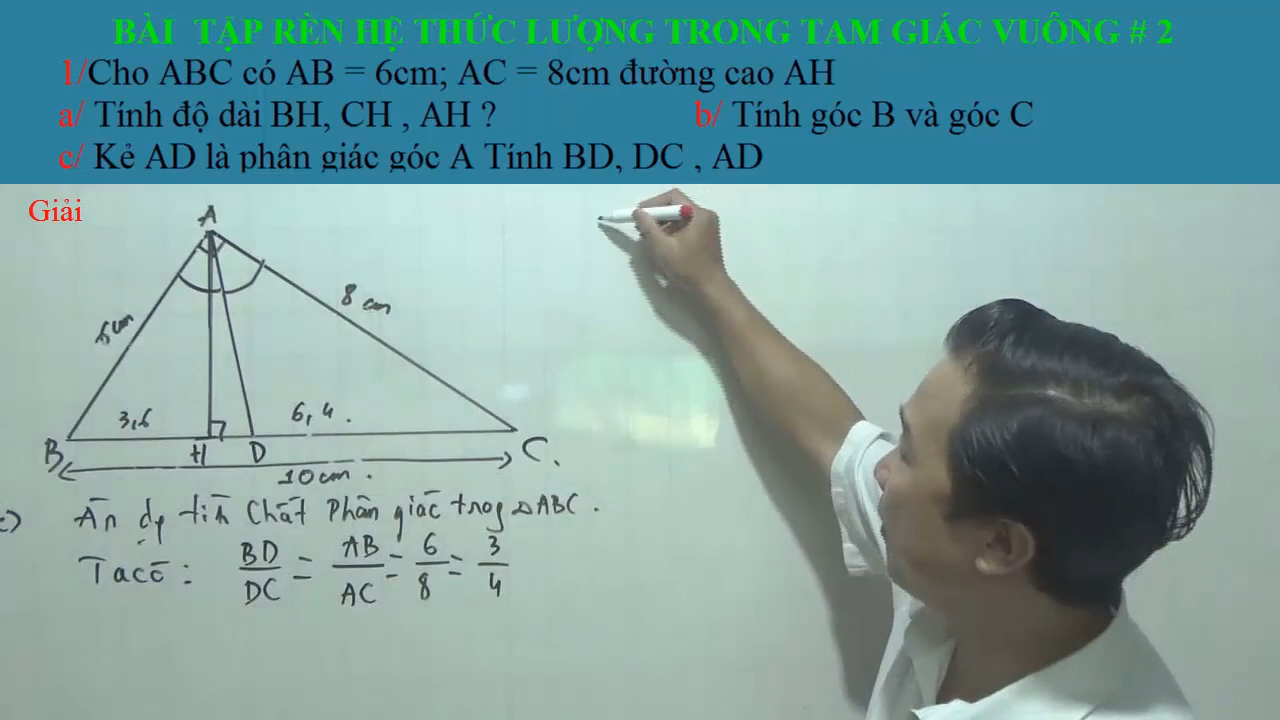 BÀI TẬP RÈN HỆ THỨC LƯỢNG TRONG TAM GIÁC VUÔNG # 2
1/Cho ABC có AB = 6cm; AC = 8cm đường cao AH
a/ Tính độ dài BH, CH , AH ? b/ Tính góc B và góc C
c/ Kẻ AD là phân giác góc A Tính BD, DC , AD
Giải
A
6cm
8 cm
3,6
6,4.
B H D C.
10cm.
c) Áp dg tíh chất phân giác trog ΔABC.
Ta có: BD/DC = AB/AC = 6/8 = 3/4